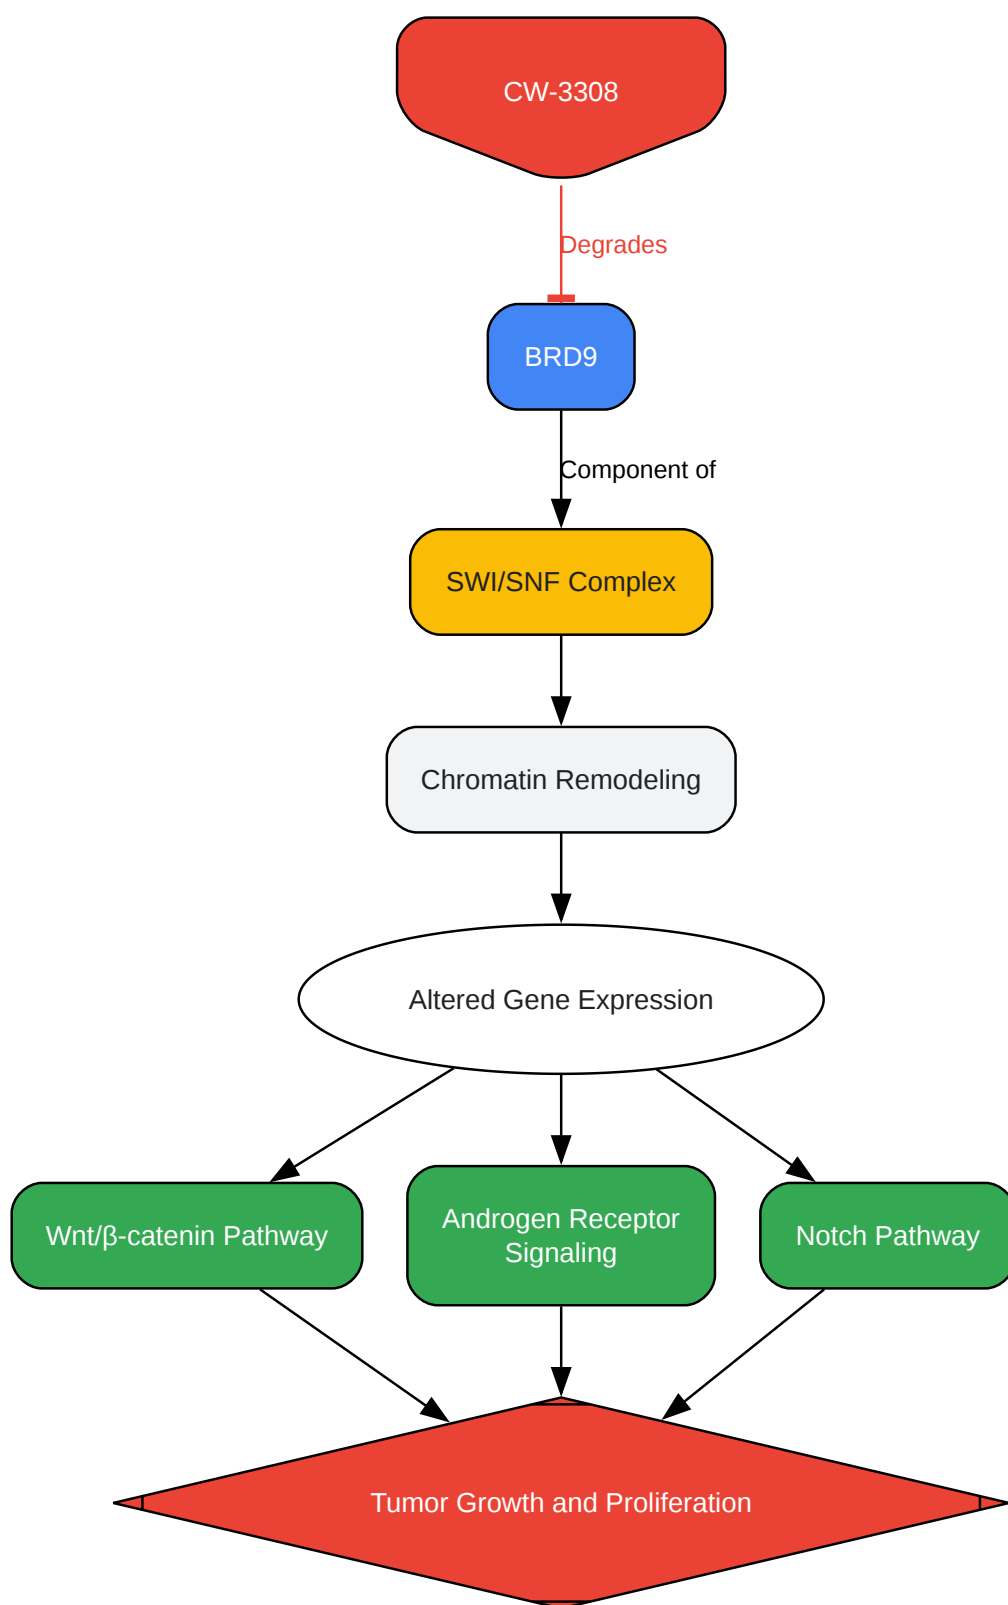 CW-3308
Degrades
BRD9
Component of
SWI/SNF Complex
Chromatin Remodeling
Altered Gene Expression
Wnt/β-catenin Pathway
Androgen Receptor
Signaling
Notch Pathway
Tumor Growth and Proliferation